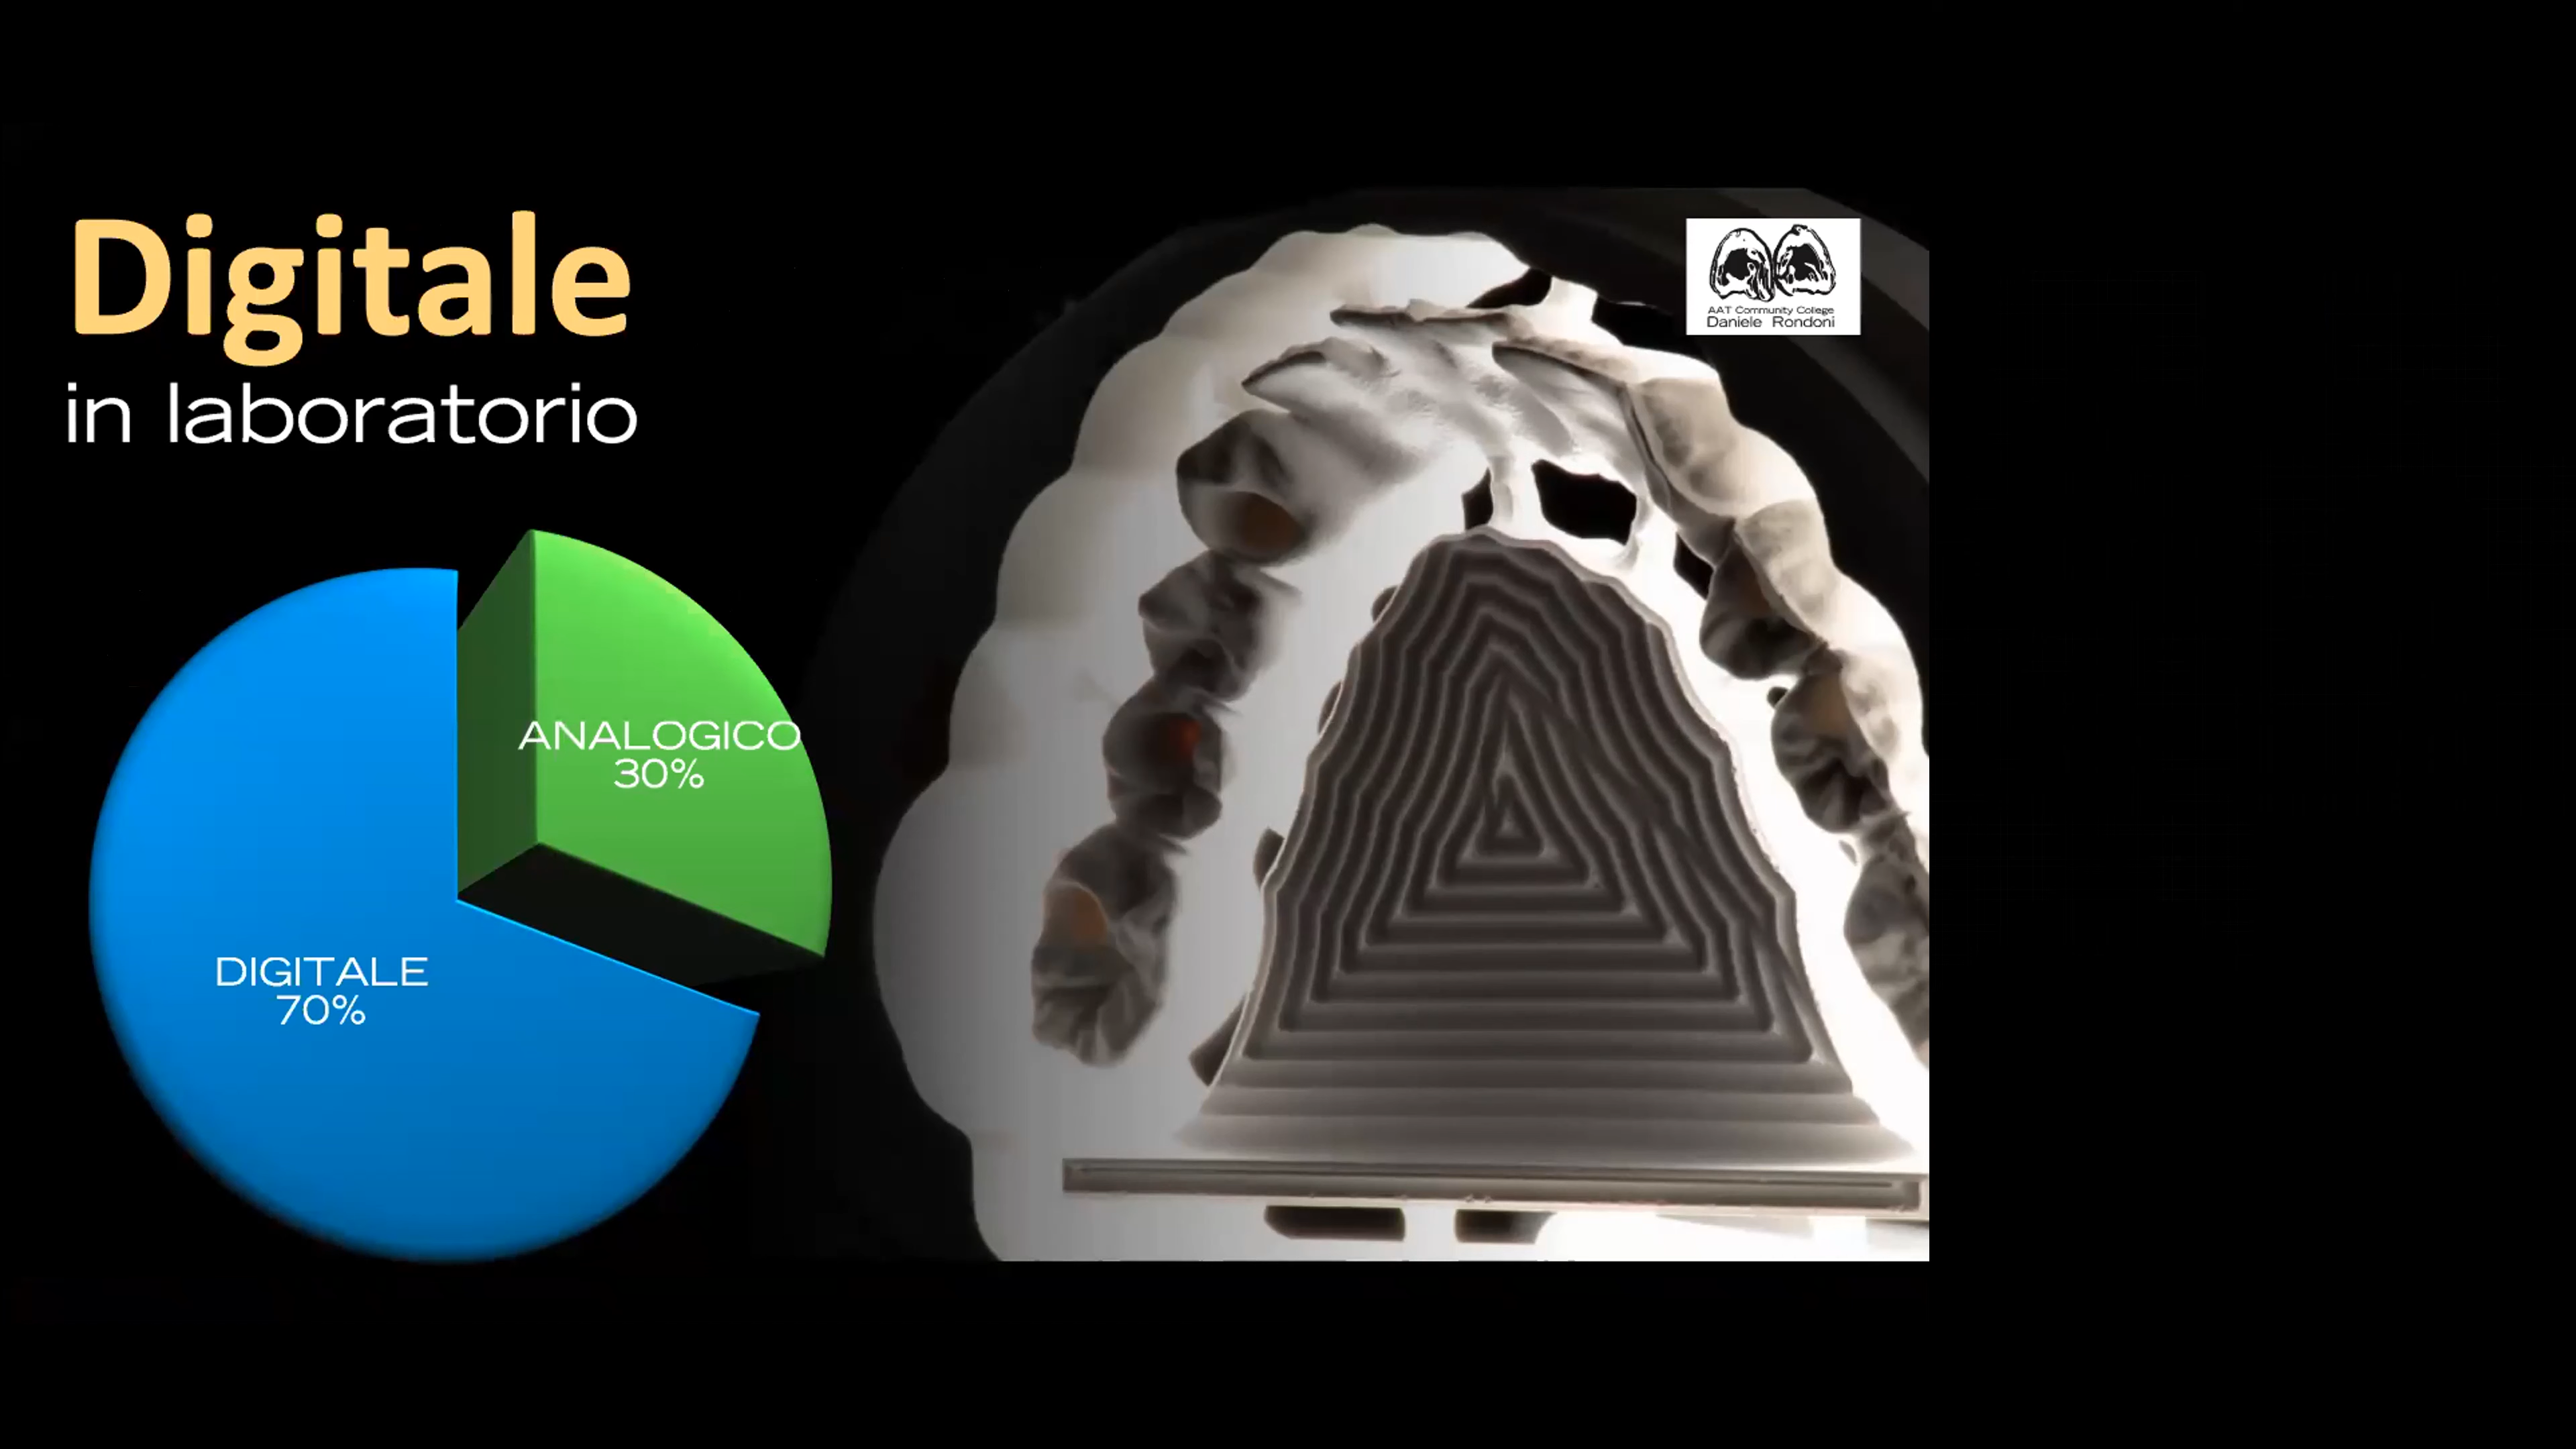 Digitale
in laboratorio
ANALOGICO
30%
DIGITALE
70%
AAT Community College
Daniele Rondoni